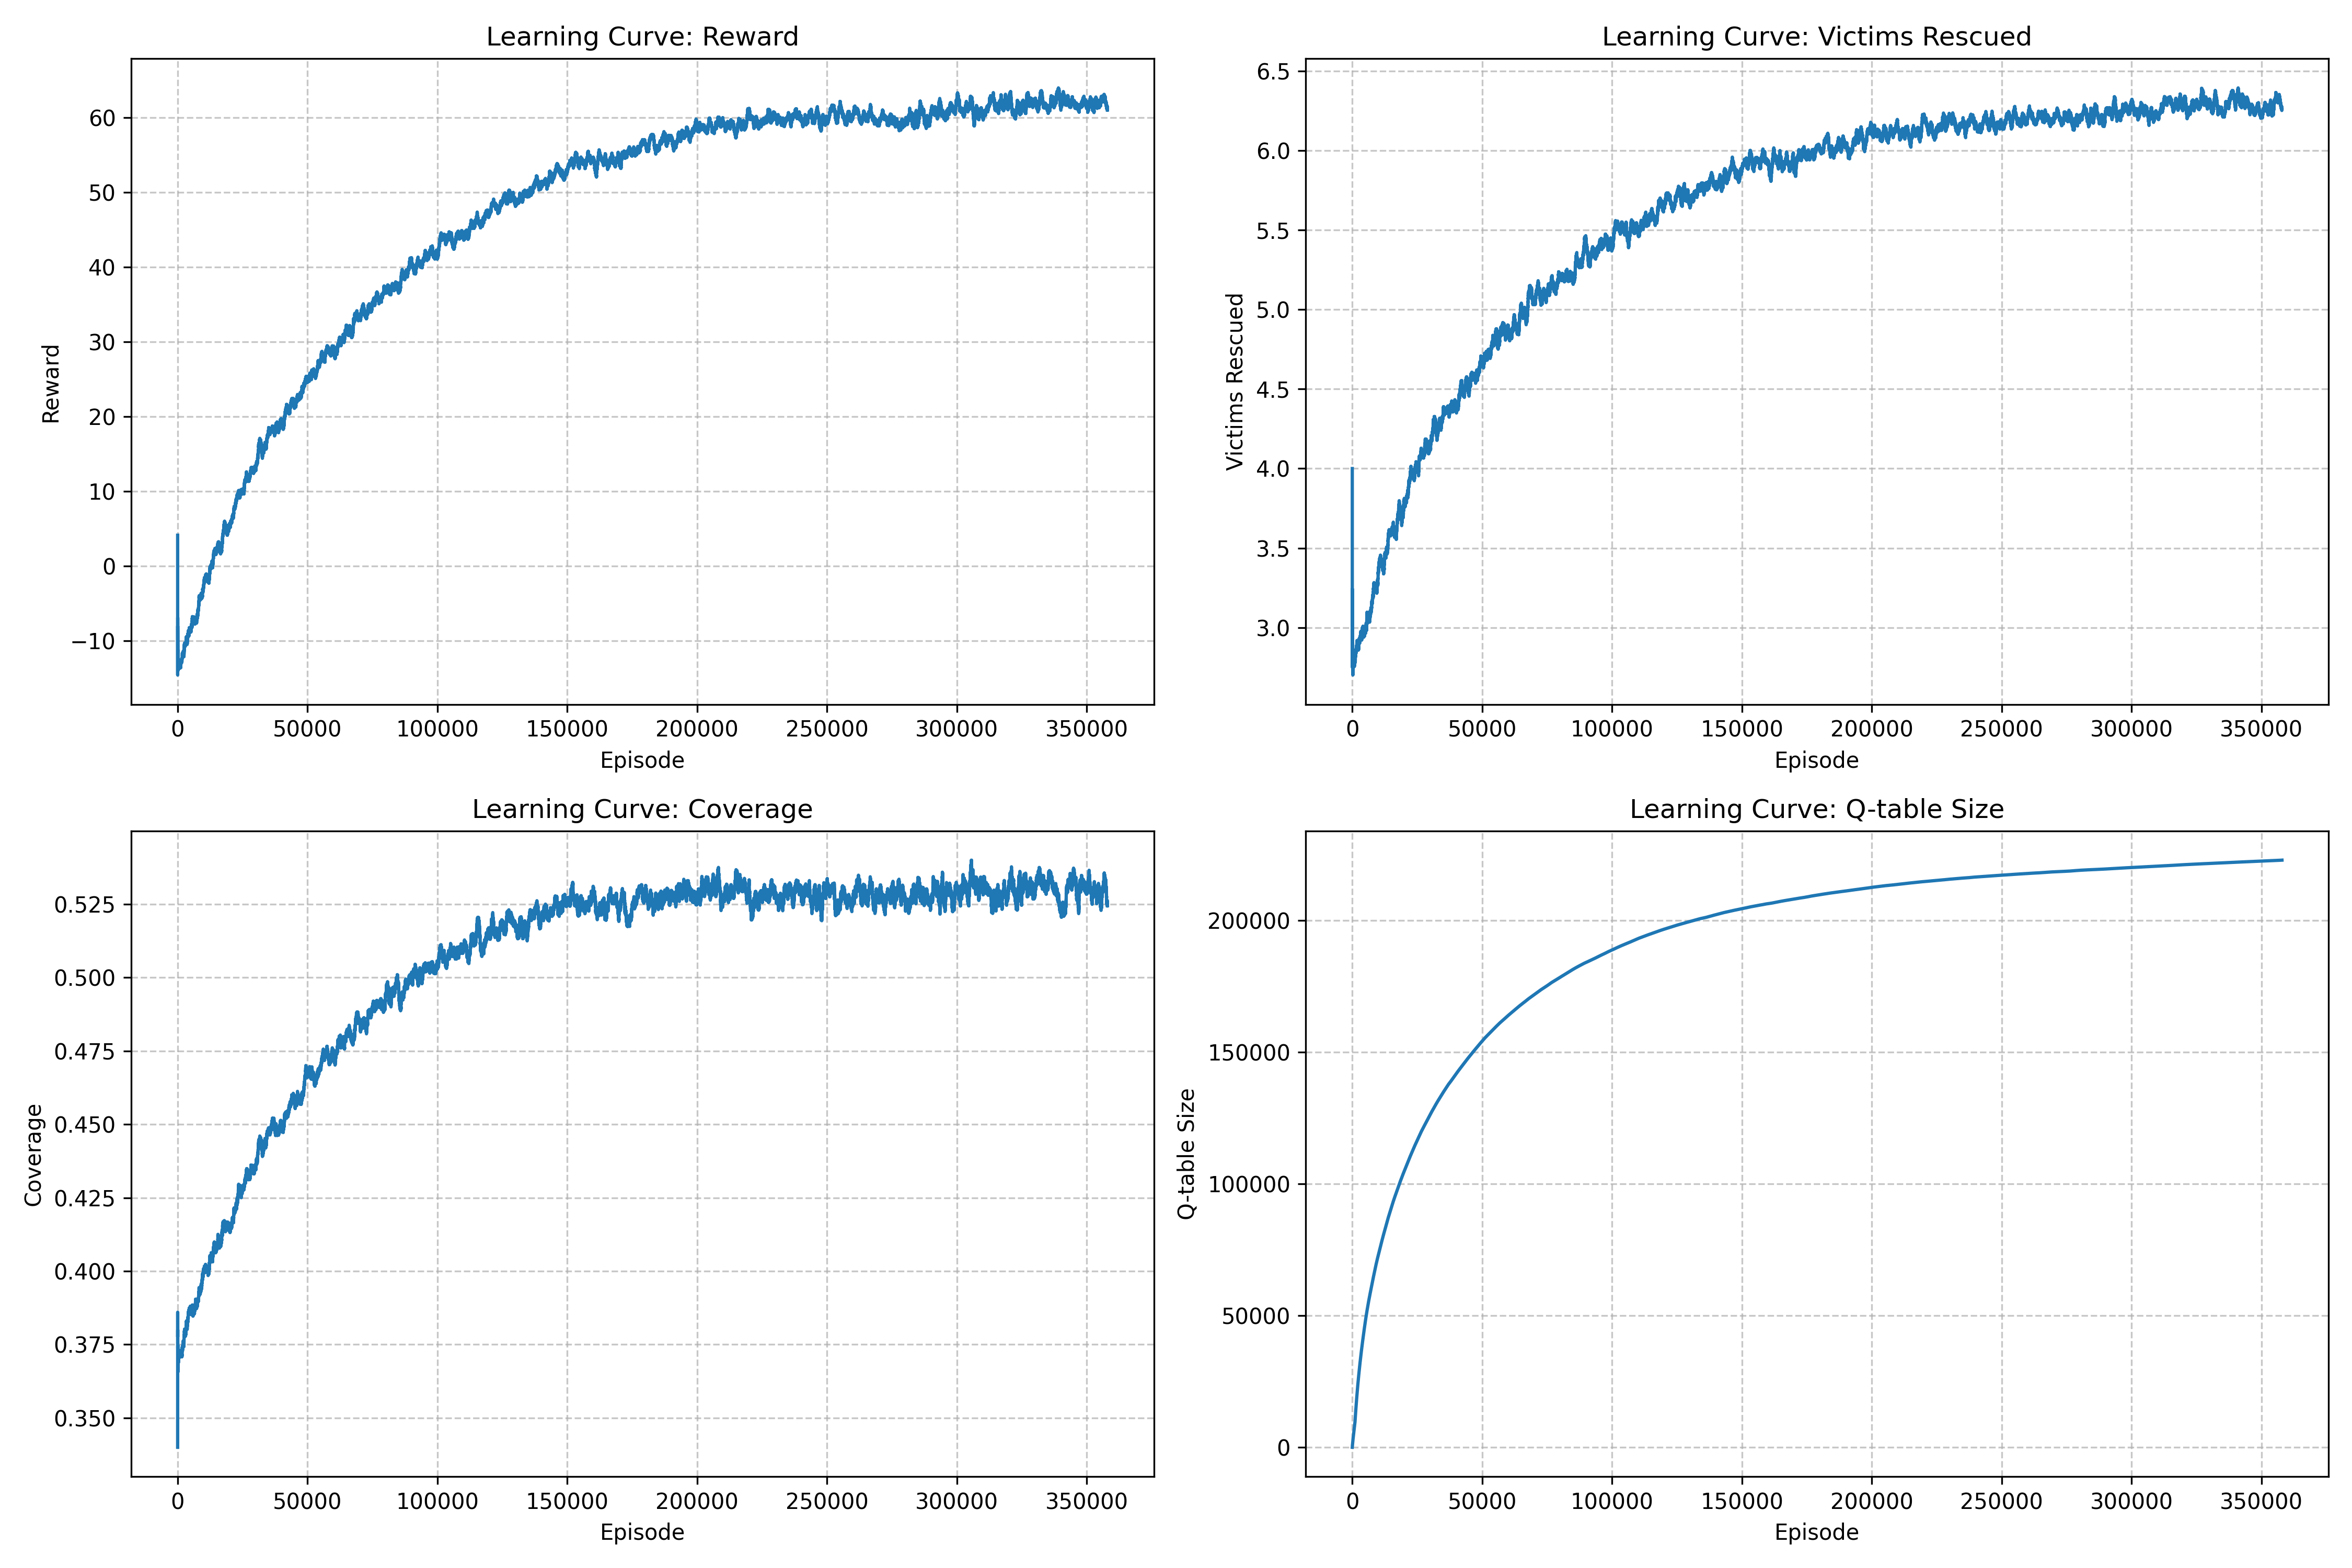 Learning Curve: Reward
Reward
60
50
40
30
20
10
0
−10
0 50000 100000 150000 200000 250000 300000 350000
Episode
Learning Curve: Victims Rescued
Victims Rescued
6.5
6.0
5.5
5.0
4.5
4.0
3.5
3.0
0 50000 100000 150000 200000 250000 300000 350000
Episode
Learning Curve: Coverage
Coverage
0.525
0.500
0.475
0.450
0.425
0.400
0.375
0.350
0 50000 100000 150000 200000 250000 300000 350000
Episode
Learning Curve: Q-table Size
Q-table Size
200000
150000
100000
50000
0
0 50000 100000 150000 200000 250000 300000 350000
Episode